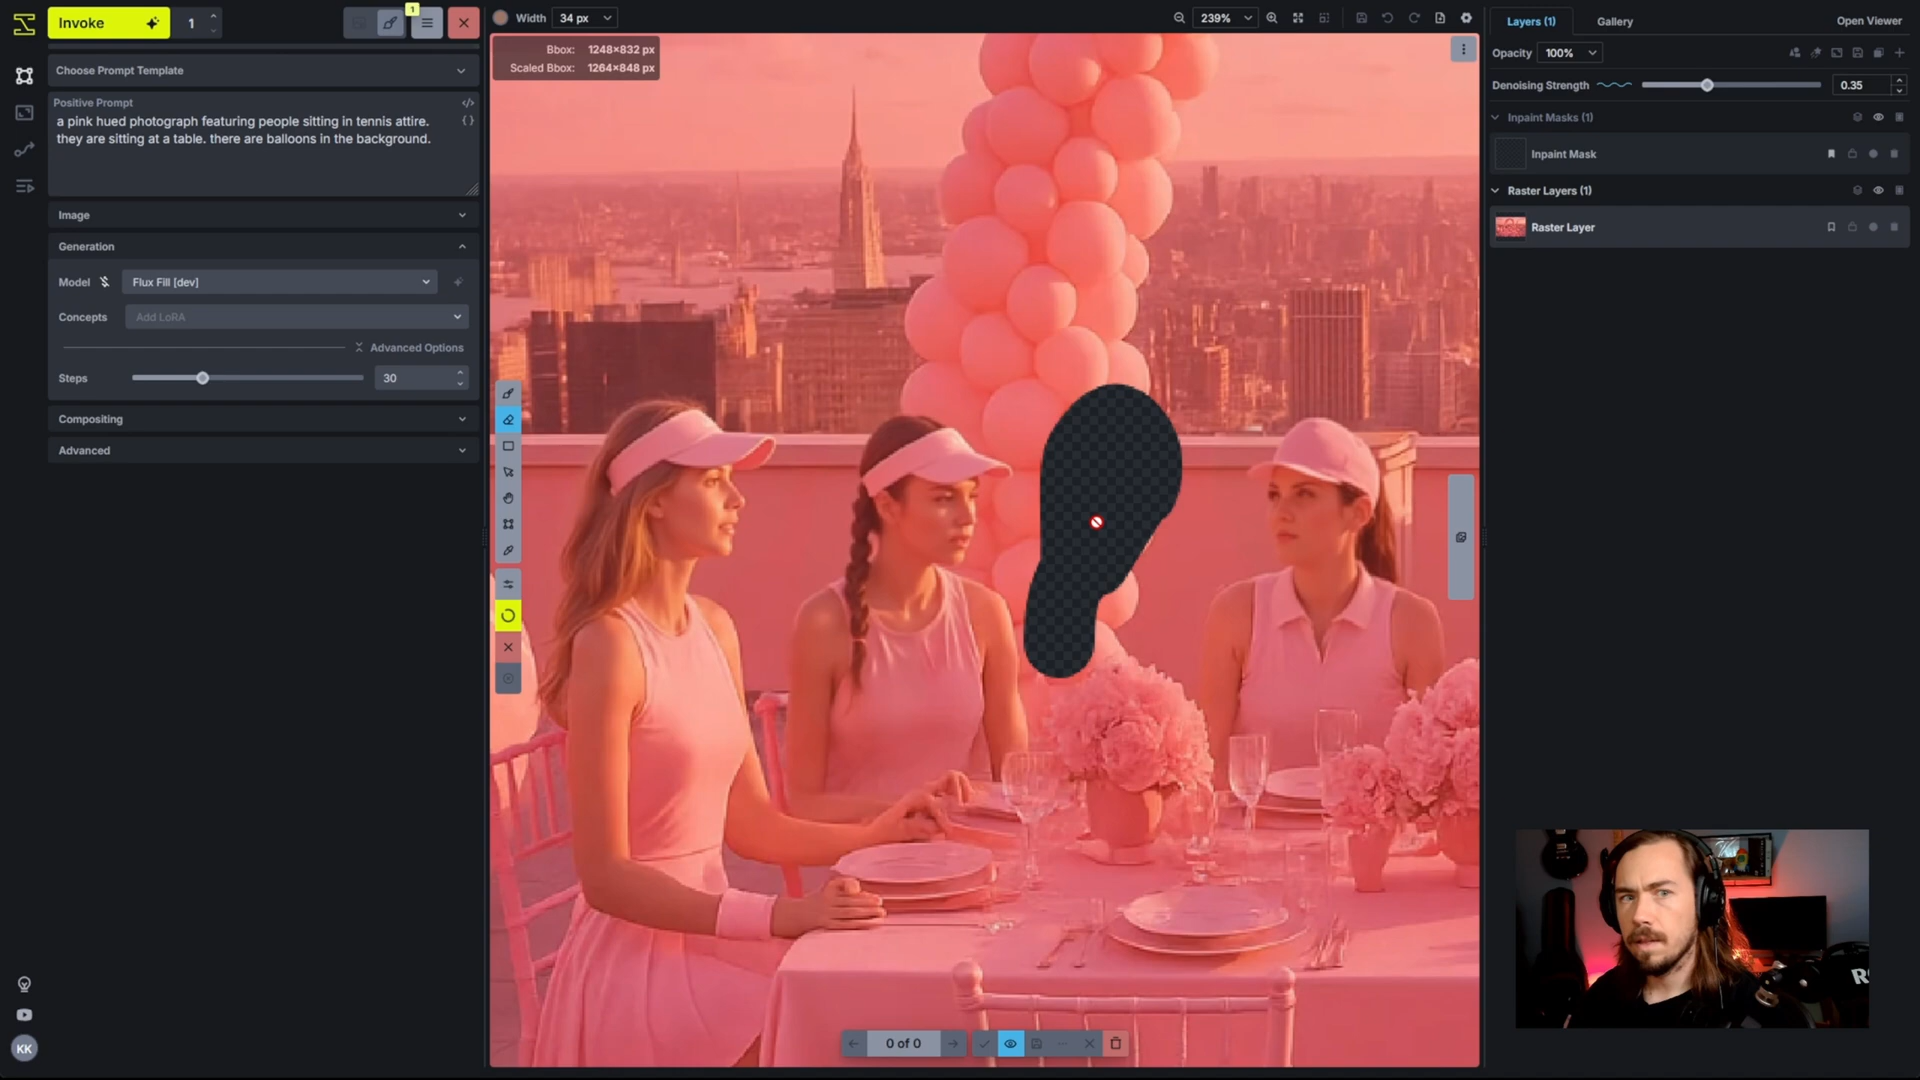 Invoke
1
1
Width
34 px
239%
Layers (1)
Gallery
Open Viewer
Bbox: 1248×832 px
Scaled Bbox: 1264×848 px
Opacity
100%
Choose Prompt Template
Denoising Strength
0.35
Positive Prompt
a pink hued photograph featuring people sitting in tennis attire.
they are sitting at a table. there are balloons in the background.
Inpaint Masks (1)
Inpaint Mask
Raster Layers (1)
Raster Layer
Image
Generation
Model
Flux Fill [dev]
Concepts
Add LoRA
Advanced Options
Steps
30
Compositing
Advanced
KK
0 of 0